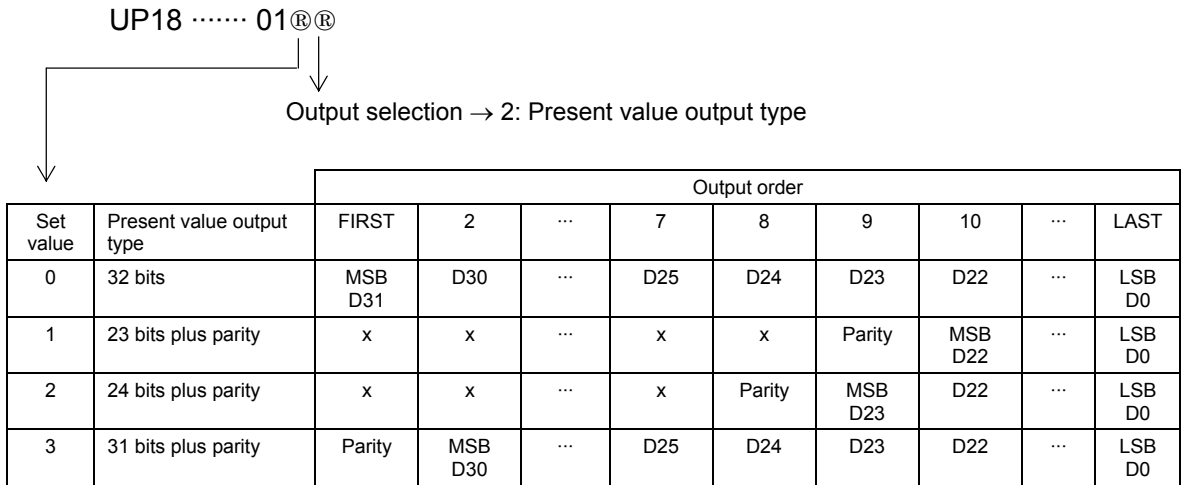 UP18 ······· 01®®
Output selection → 2: Present value output type
Output order
Set value Present value output type FIRST 2 ··· 7 8 9 10 ··· LAST
0 32 bits MSB D31 D30 ··· D25 D24 D23 D22 ··· LSB D0
1 23 bits plus parity x x ··· x x Parity MSB D22 ··· LSB D0
2 24 bits plus parity x x ··· x Parity MSB D23 D22 ··· LSB D0
3 31 bits plus parity Parity MSB D30 ··· D25 D24 D23 D22 ··· LSB D0